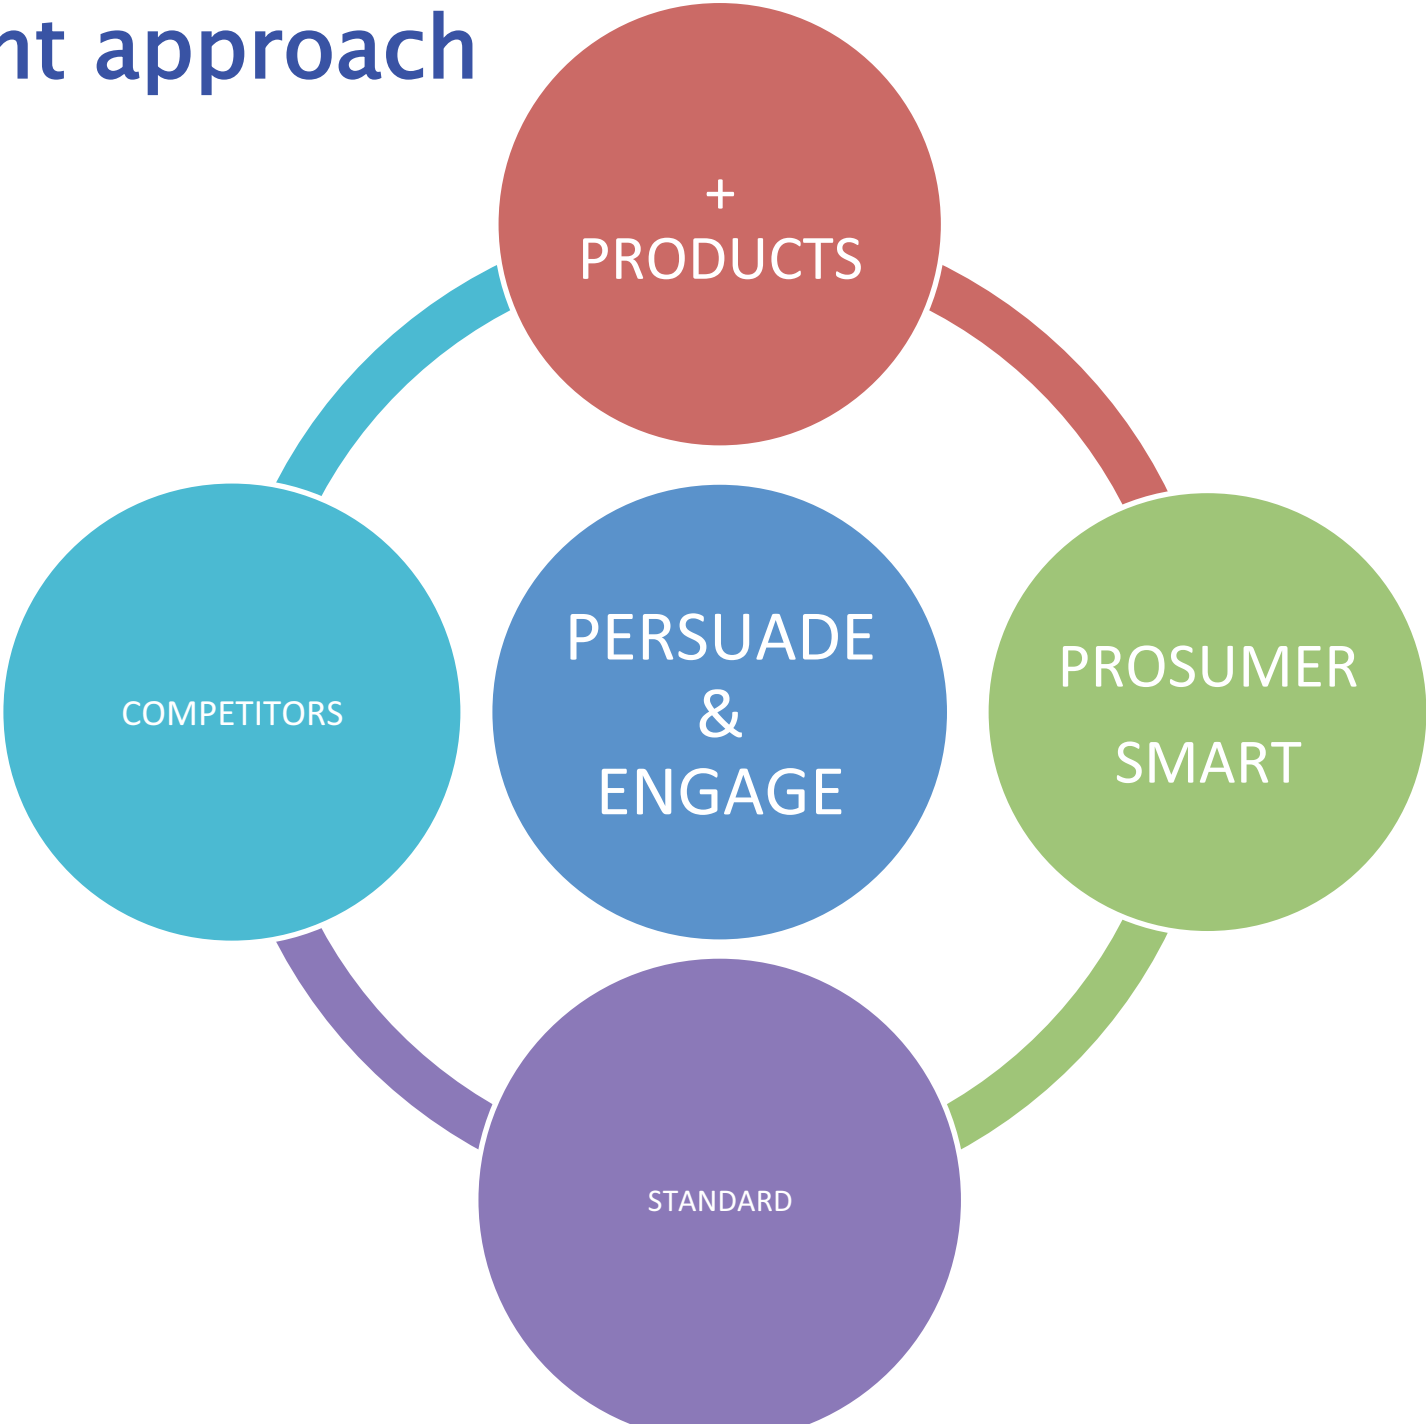 nt approach
+
PRODUCTS
COMPETITORS
PERSUADE
&
ENGAGE
PROSUMER
SMART
STANDARD